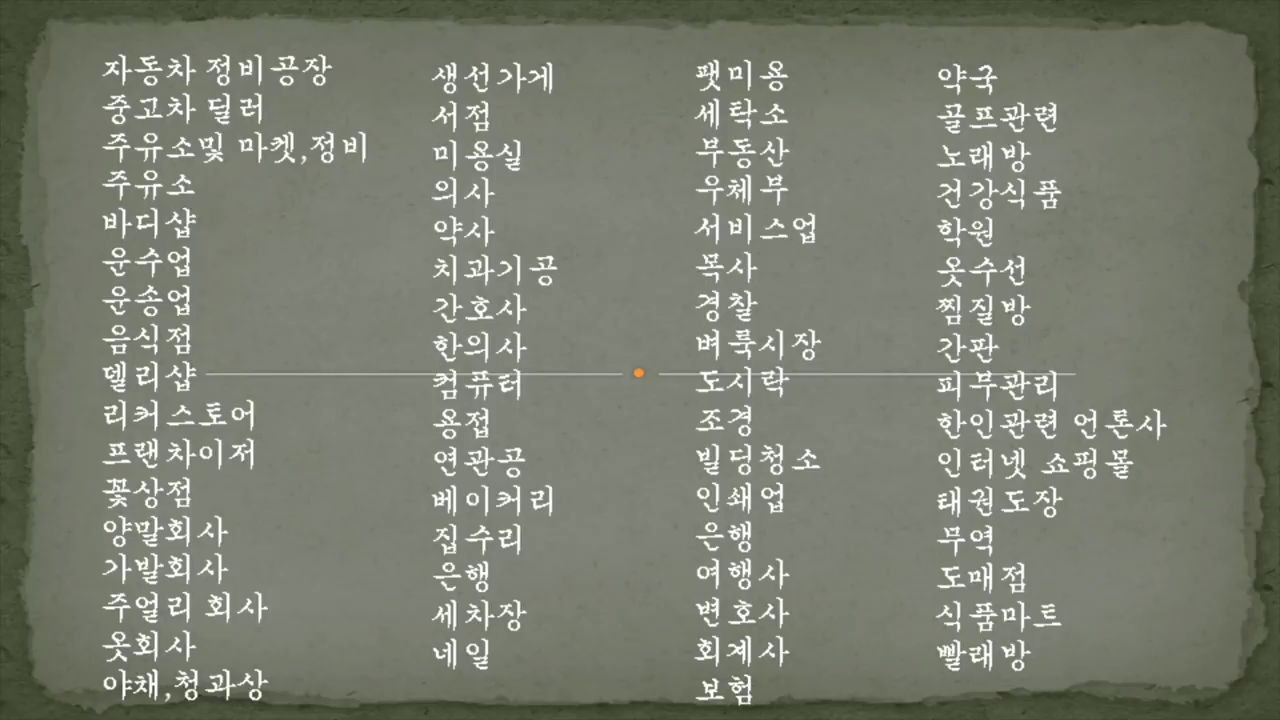 자동차 정비공장
중고차 딜러
주유소및 마켓,정비
주유소
바디샵
운수업
운송업
음식점
델리샵
리커스토어
프랜차이저
꽃상점
양말회사
가발회사
주얼리 회사
옷회사
야채,청과상
생선가게
서점
미용실
의사
약사
치과기공
간호사
한의사
컴퓨터
용접
연관공
베이커리
집수리
은행
세차장
네일
팻미용
세탁소
부동산
우체부
서비스업
목사
경찰
벼룩시장
도시락
조경
빌딩청소
인쇄업
은행
여행사
변호사
회계사
보험
약국
골프관련
노래방
건강식품
학원
옷수선
찜질방
간판
피부관리
한인관련 언론사
인터넷 쇼핑몰
태권도장
무역
도매점
식품마트
빨래방